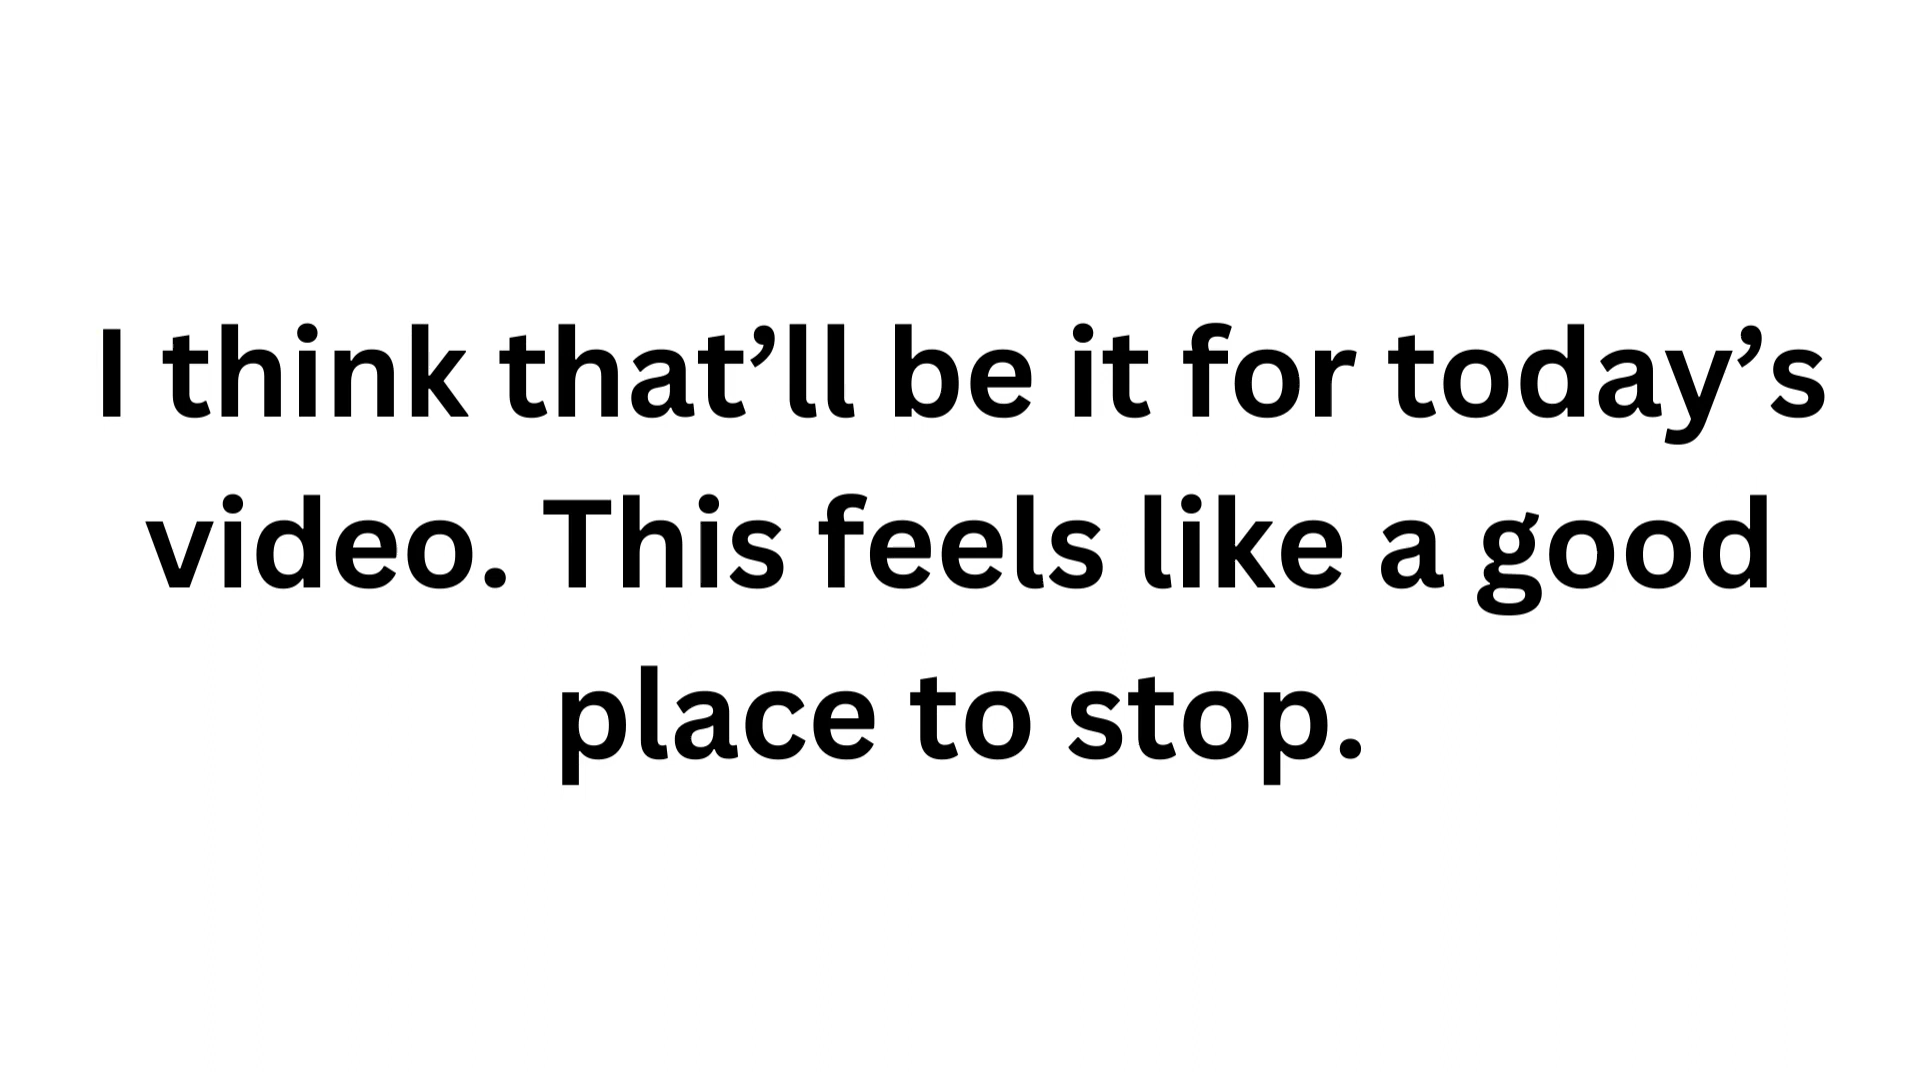 I think that’ll be it for today’s
video. This feels like a good
place to stop.